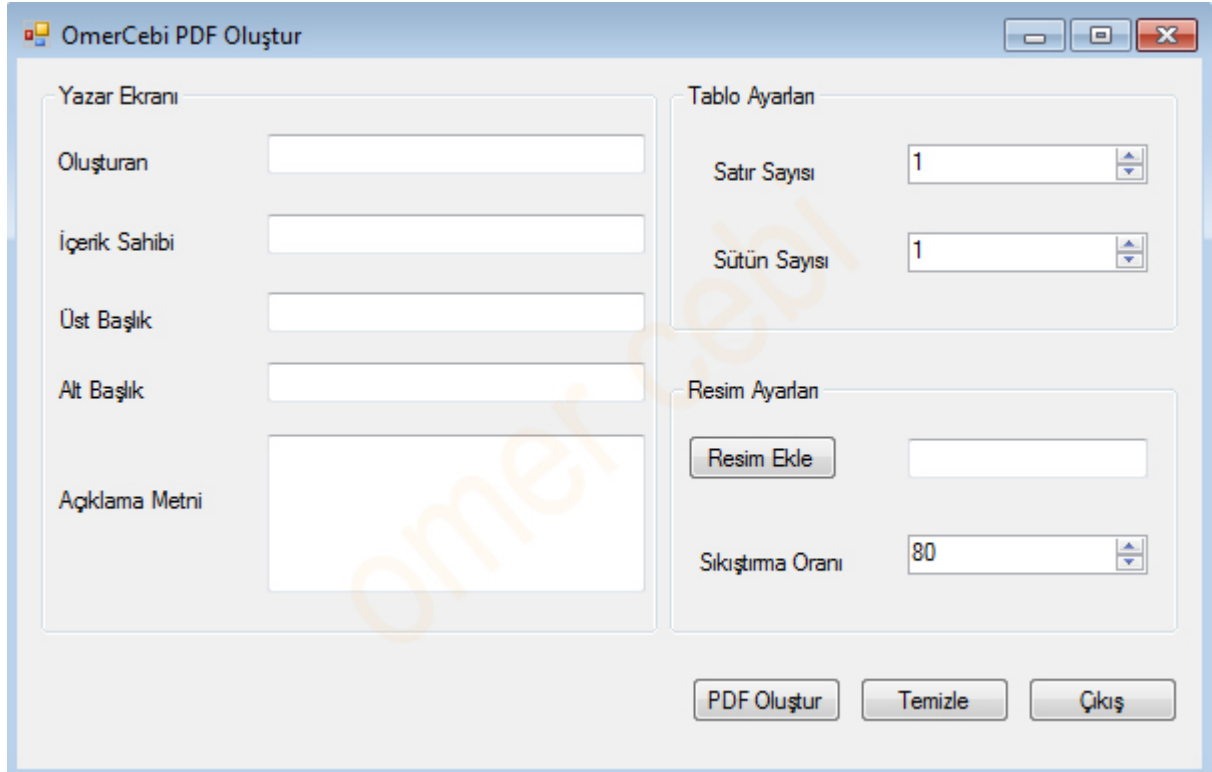 OmerCebi PDF Oluştur
Yazar Ekranı
Oluşturan
İçerik Sahibi
Üst Başlık
Alt Başlık
Açıklama Metni
Tablo Ayarları
Satır Sayısı
1
Sütün Sayısı
1
Resim Ayarları
Resim Ekle
Sıkıştırma Oranı
80
PDF Oluştur
Temizle
Çıkış
omer cebi